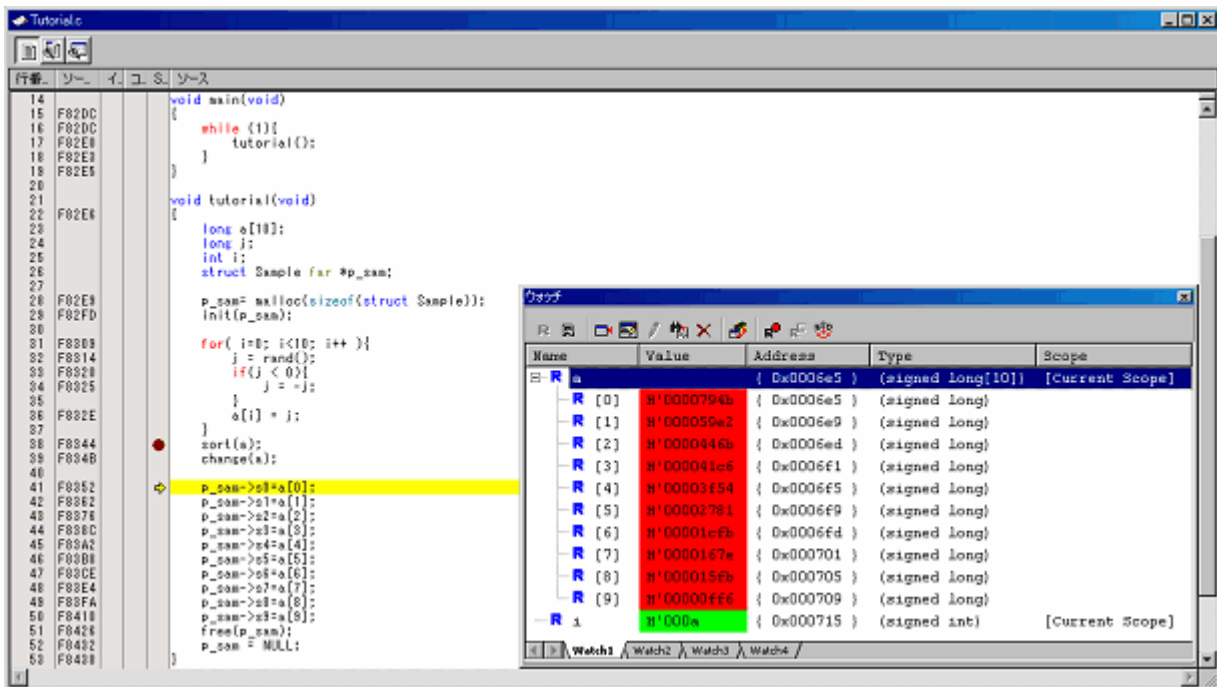 Tutorial.c
行番... ソー... イ. コ. S. ソース
14 void main(void)
15 F82DC {
16 F82DC while (1){
17 F82E0 tutorial();
18 F82E3 }
19 F82E5 }
20
21 void tutorial(void)
22 F82E6 {
23 long a[10];
24 long j;
25 int i;
26 struct Sample far *p_sam;
27
28 F82E9 p_sam= malloc(sizeof(struct Sample));
29 F82FD init(p_sam);
30
31 F8309 for( i=0; i<10; i++ ){
32 F8314 j = rand();
33 F8320 if(j < 0){
34 F8325 j = -j;
35 }
36 F832E a[i] = j;
37 }
38 F8344 sort(a);
39 F834B change(a);
40
41 F8352 p_sam->s0=a[0];
42 F8362 p_sam->s1=a[1];
43 F8376 p_sam->s2=a[2];
44 F838C p_sam->s3=a[3];
45 F83A2 p_sam->s4=a[4];
46 F83B8 p_sam->s5=a[5];
47 F83CE p_sam->s6=a[6];
48 F83E4 p_sam->s7=a[7];
49 F83FA p_sam->s8=a[8];
50 F8410 p_sam->s9=a[9];
51 F8426 free(p_sam);
52 F8432 p_sam = NULL;
53 F8438 }
ウォッチ
Name Value Address Type Scope
R a { 0x0006e5 } (signed long[10]) [Current Scope]
R [0] H'0000794b { 0x0006e5 } (signed long)
R [1] H'000059e2 { 0x0006e9 } (signed long)
R [2] H'0000446b { 0x0006ed } (signed long)
R [3] H'000041c6 { 0x0006f1 } (signed long)
R [4] H'00003f54 { 0x0006f5 } (signed long)
R [5] H'00002781 { 0x0006f9 } (signed long)
R [6] H'00001cfb { 0x0006fd } (signed long)
R [7] H'0000167e { 0x000701 } (signed long)
R [8] H'000015fb { 0x000705 } (signed long)
R [9] H'00000ff6 { 0x000709 } (signed long)
R i H'000a { 0x000715 } (signed int) [Current Scope]
Watch1 Watch2 Watch3 Watch4